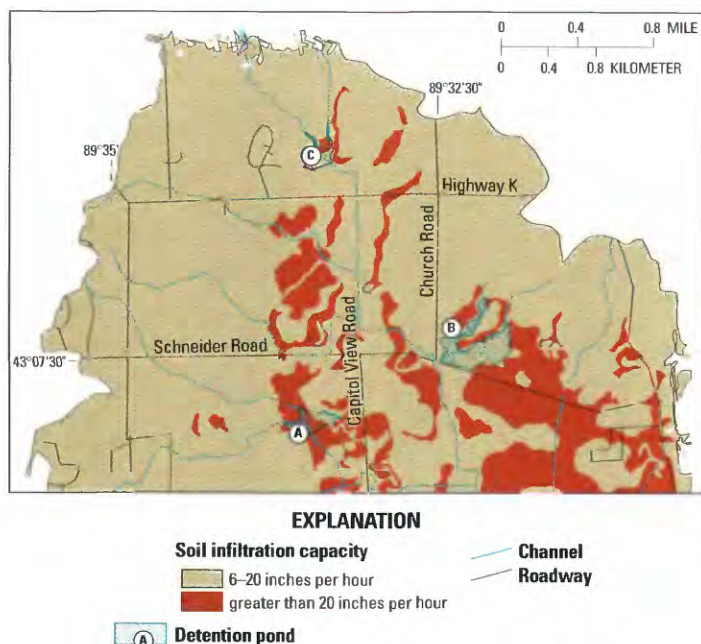 0 0.4 0.8 MILE
0 0.4 0.8 KILOMETER
89°32'30"
89°35'
C
Highway K
Church Road
B
Schneider Road
Capitol View Road
43°07'30"
A
EXPLANATION
Soil infiltration capacity
6–20 inches per hour
greater than 20 inches per hour
Channel
Roadway
A Detention pond